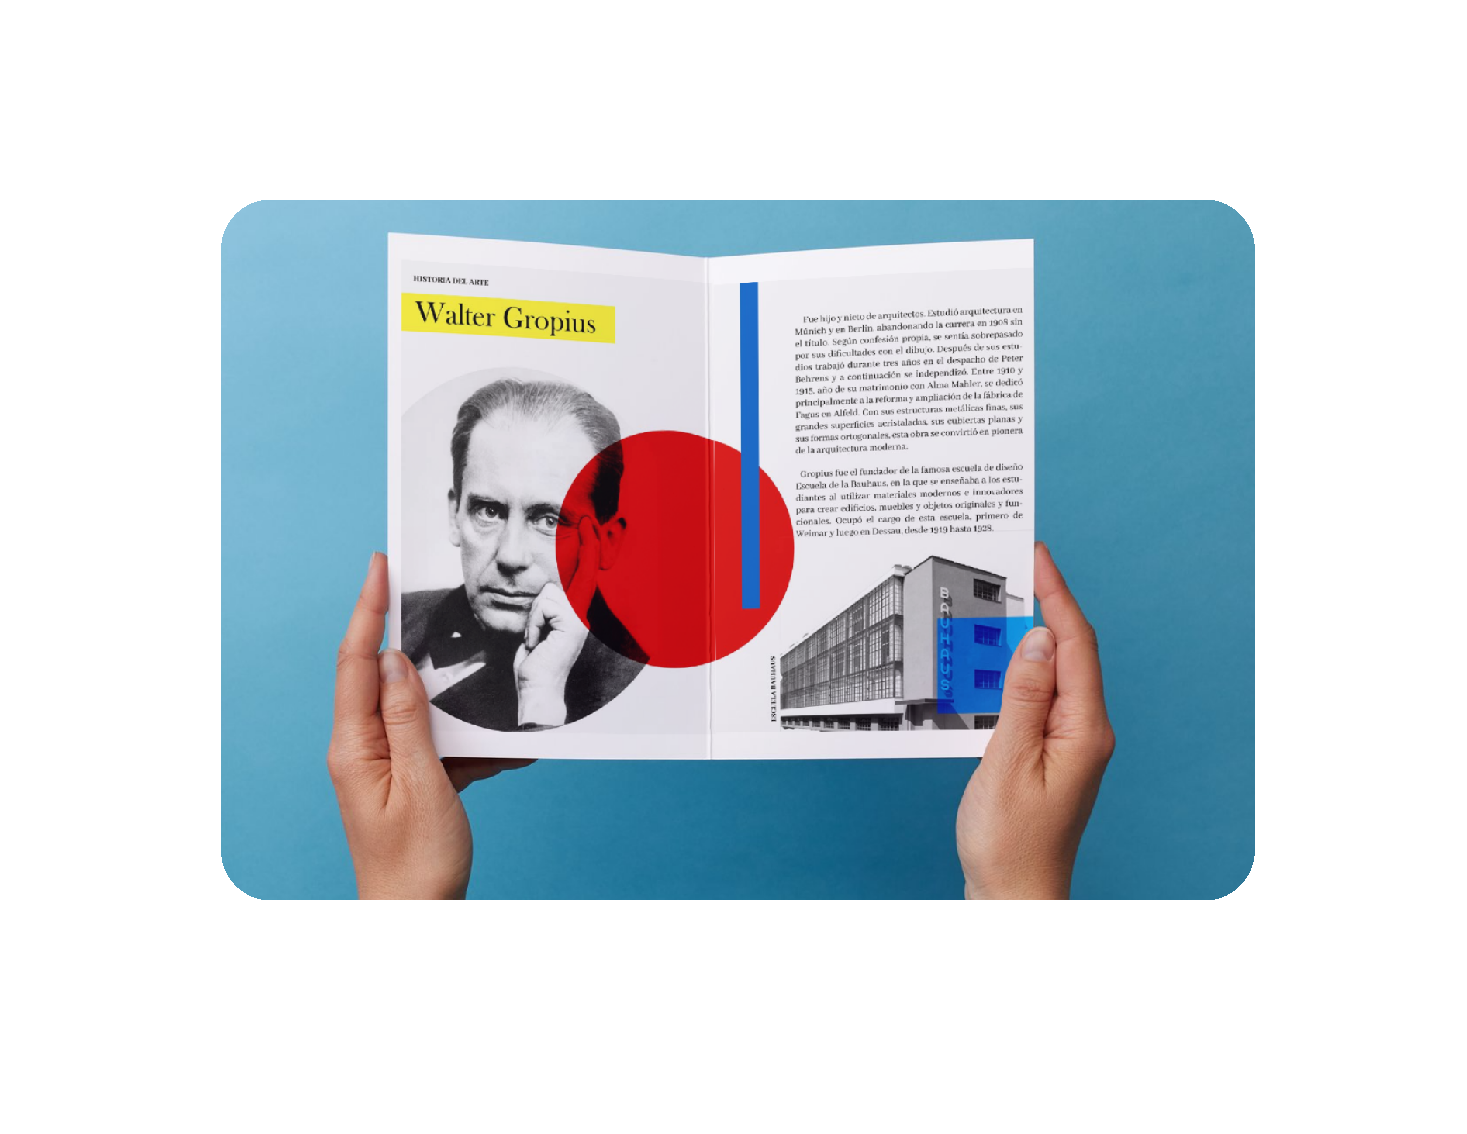 HISTORIA DEL ARTE
Walter Gropius
Fue hijo y nieto de arquitectos. Estudió arquitectura en
Múnich y en Berlín, abandonando la carrera en 1908 sin
el título. Según confesión propia, se sentía sobrepasado
por sus dificultades con el dibujo. Después de sus estu-
dios trabajó durante tres años en el despacho de Peter
Behrens y a continuación se independizó. Entre 1910 y
1915, año de su matrimonio con Alma Mahler, se dedicó
principalmente a la reforma y ampliación de la fábrica de
Fagus en Alfeld. Con sus estructuras metálicas finas, sus
grandes superficies acristaladas, sus cubiertas planas y
sus formas ortogonales, esta obra se convirtió en pionera
de la arquitectura moderna.
Gropius fue el fundador de la famosa escuela de diseño
Escuela de la Bauhaus, en la que se enseñaba a los estu-
diantes al utilizar materiales modernos e innovadores
para crear edificios, muebles y objetos originales y fun-
cionales. Ocupó el cargo de esta escuela, primero de
Weimar y luego en Dessau, desde 1919 hasta 1928.
ESCUELA BAUHAUS
BAUHAUS